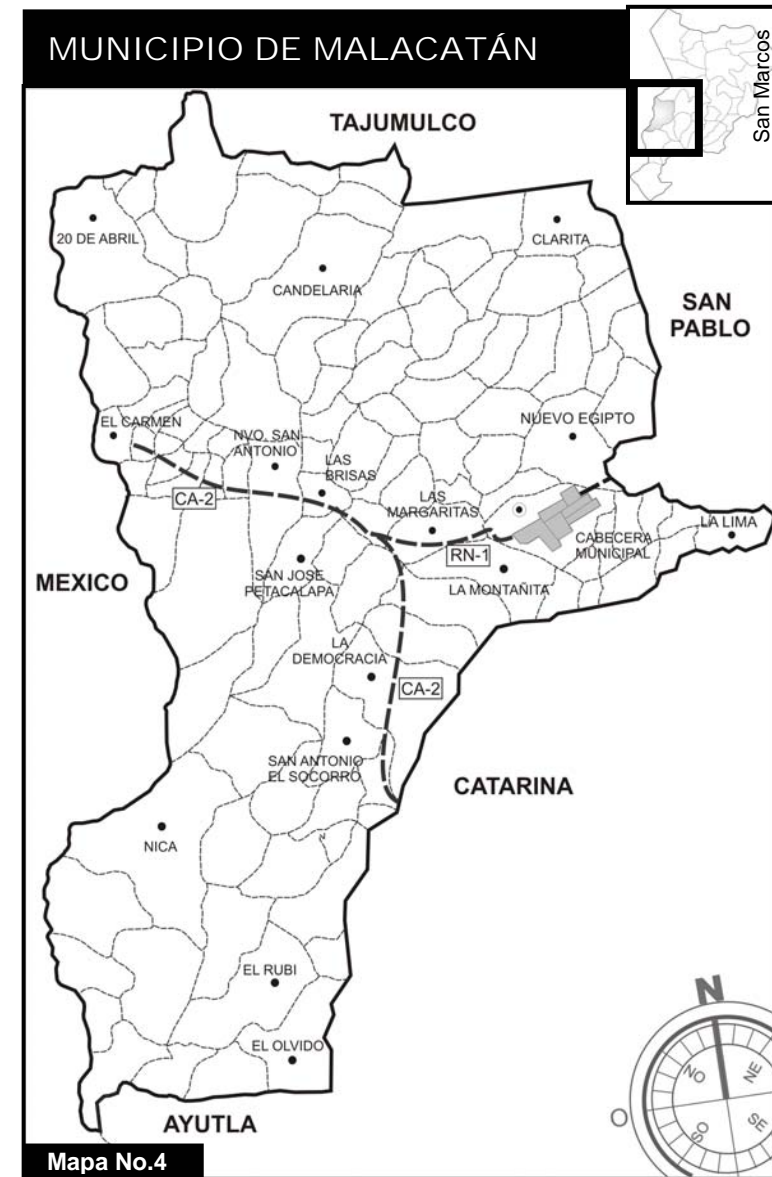 MUNICIPIO DE MALACATÁN
San Marcos
TAJUMULCO
20 DE ABRIL
CLARITA
CANDELARIA
SAN
PABLO
EL CARMEN
NVO. SAN
ANTONIO
NUEVO EGIPTO
LAS
BRISAS
CA-2
LAS
MARGARITAS
LA LIMA
CABECERA
MUNICIPAL
RN-1
MEXICO
SAN JOSE
PETACALAPA
LA MONTAÑITA
LA
DEMOCRACIA
CA-2
SAN ANTONIO
EL SOCORRO
CATARINA
NICA
EL RUBI
N
EL OLVIDO
NO
NE
O
SO
SE
AYUTLA
Mapa No.4